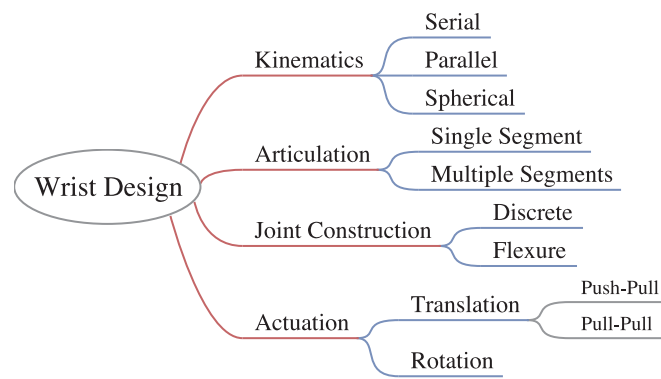 Wrist Design
Kinematics
Serial
Parallel
Spherical
Articulation
Single Segment
Multiple Segments
Joint Construction
Discrete
Flexure
Actuation
Translation
Push-Pull
Pull-Pull
Rotation